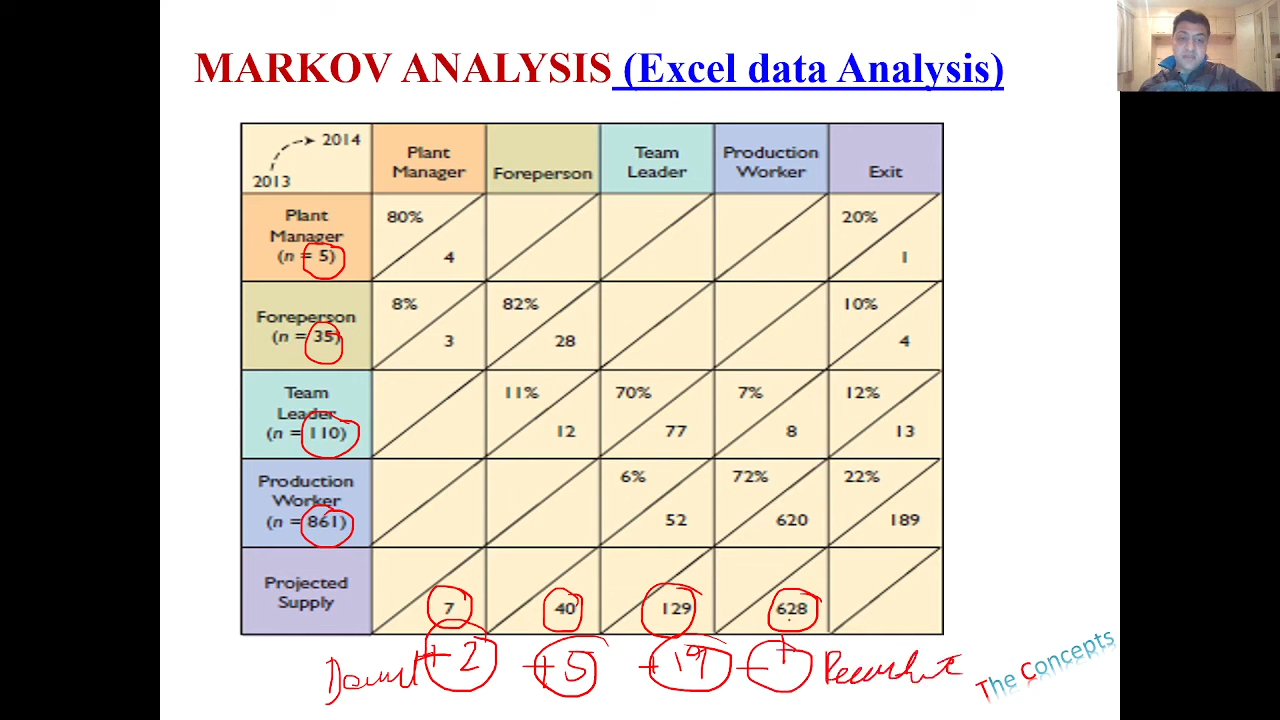 MARKOV ANALYSIS (Excel data Analysis)
2014
2013
Plant
Manager
Foreperson
Team
Leader
Production
Worker
Exit
Plant
Manager
(n = 5)
80%
4
20%
1
Foreperson
(n = 35)
8%
3
82%
28
10%
4
Team
Leader
(n = 110)
11%
12
70%
77
7%
8
12%
13
Production
Worker
(n = 861)
6%
52
72%
620
22%
189
Projected
Supply
7
40
129
628
+2 +5 +19 -
The Concepts